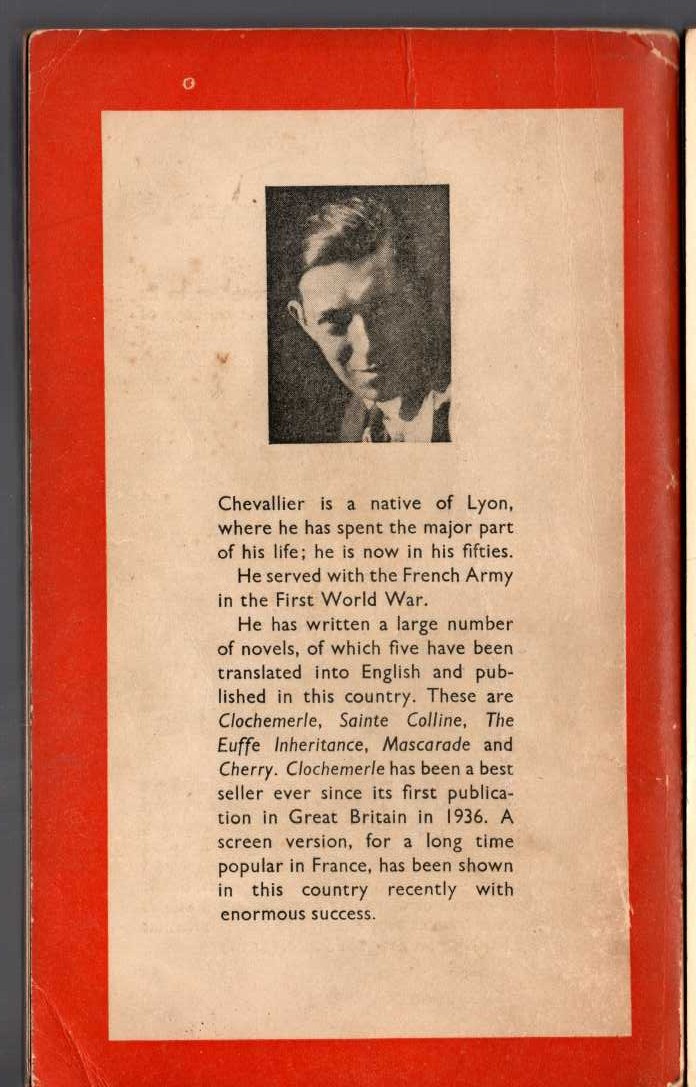 Chevallier is a native of Lyon,
where he has spent the major part
of his life; he is now in his fifties.
He served with the French Army
in the First World War.
He has written a large number
of novels, of which five have been
translated into English and pub-
lished in this country. These are
Clochemerle, Sainte Colline, The
Euffe Inheritance, Mascarade and
Cherry. Clochemerle has been a best
seller ever since its first publica-
tion in Great Britain in 1936. A
screen version, for a long time
popular in France, has been shown
in this country recently with
enormous success.